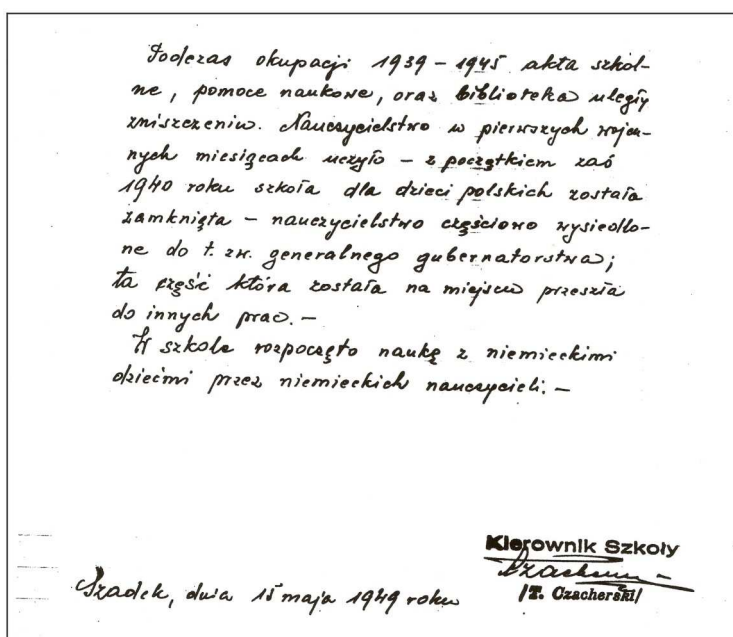 Podczas okupacji 1939 – 1945 akta szkol-
ne, pomoce naukowe, oraz biblioteka uległy
zniszczeniu. Nauczycielstwo w pierwszych wojen-
nych miesiącach uczyło – z początkiem zaś
1940 roku szkoła dla dzieci polskich została
zamknięta – nauczycielstwo częściowo wysiedlo-
ne do t. zw. generalnego gubernatorstwa;
ta część która została na miejscu przeszła
do innych prac. –
W szkole rozpoczęto naukę z niemieckimi
dziećmi przez niemieckich nauczycieli. –
Kierownik Szkoły
Czachersk
/T. Czacherski/
Szadek, dnia 15 maja 1949 roku